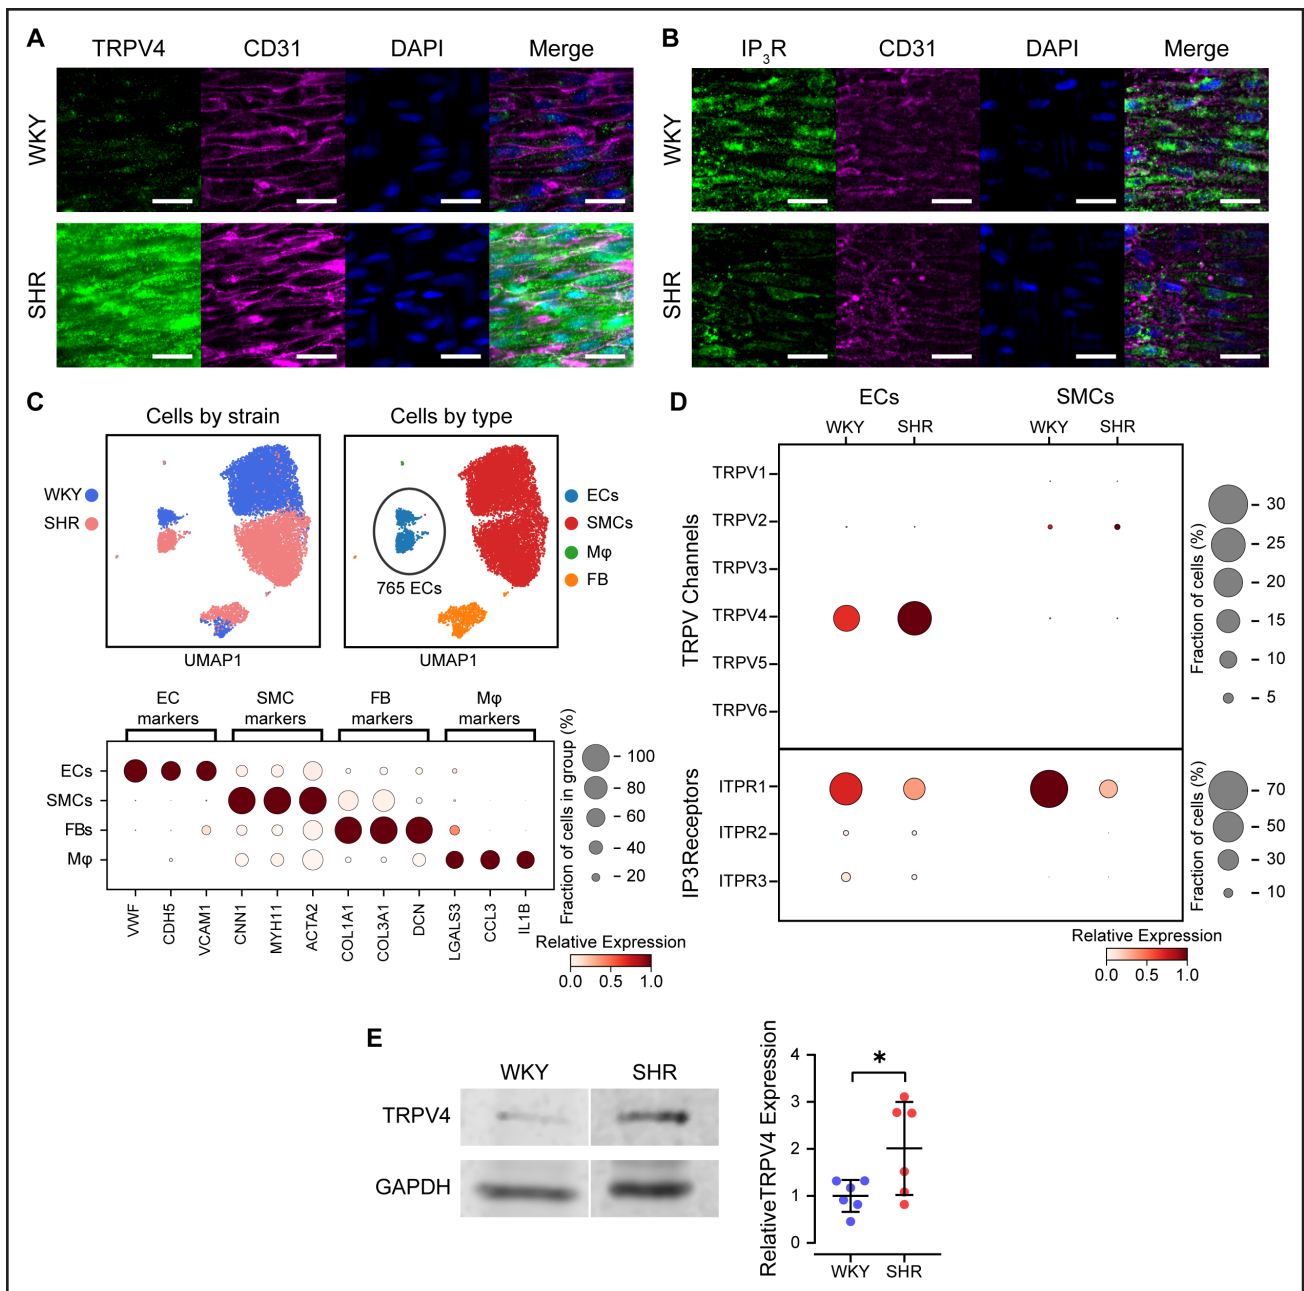 A
TRPV4 CD31 DAPI Merge
WKY
SHR
B
IP3R CD31 DAPI Merge
WKY
SHR
C
Cells by strain
WKY
SHR
UMAP1
Cells by type
765 ECs
UMAP1
ECs
SMCs
Mφ
FB
EC markers
SMC markers
FB markers
Mφ markers
ECs
SMCs
FBs
Mφ
VWF CDH5 VCAM1 CNN1 MYH11 ACTA2 COL1A1 COL3A1 DCN LGALS3 CCL3 IL1B
Fraction of cells in group (%)
100
80
60
40
20
Relative Expression
0.0 0.5 1.0
D
ECs SMCs
WKY SHR WKY SHR
TRPV Channels
TRPV1
TRPV2
TRPV3
TRPV4
TRPV5
TRPV6
Fraction of cells (%)
30
25
20
15
10
5
IP3Receptors
ITPR1
ITPR2
ITPR3
Fraction of cells (%)
70
50
30
10
Relative Expression
0.0 0.5 1.0
E
WKY SHR
TRPV4
GAPDH
RelativeTRPV4 Expression
4
3
2
1
0
*
WKY SHR